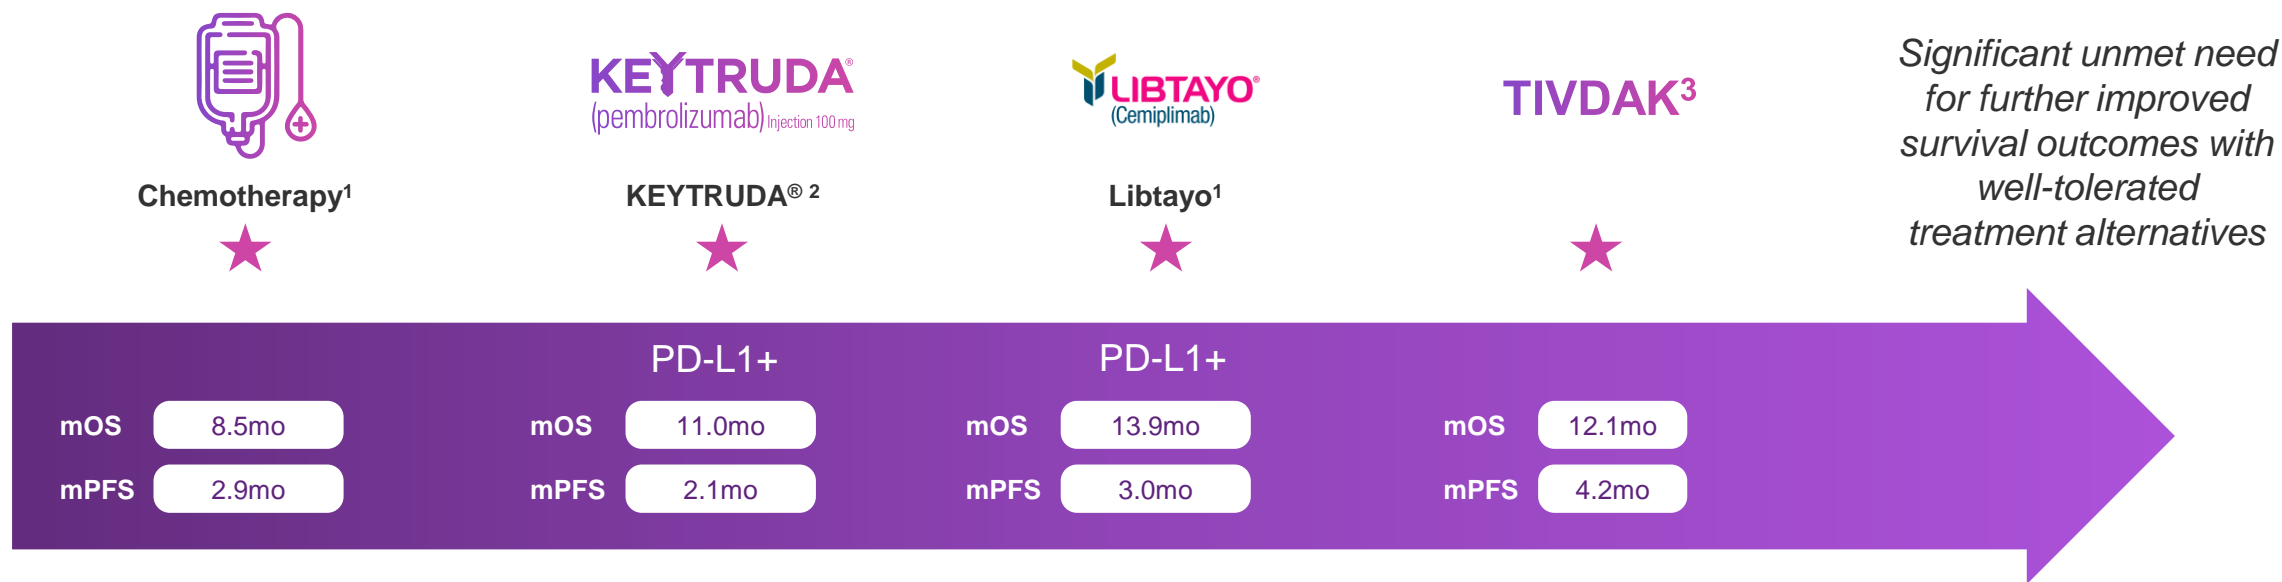 KEYTRUDA®
(pembrolizumab) Injection 100 mg
LIBTAYO®
(Cemiplimab)
TIVDAK³
Significant unmet need
for further improved
survival outcomes with
well-tolerated
treatment alternatives
Chemotherapy¹
KEYTRUDA® ²
Libtayo¹
PD-L1+
PD-L1+
mOS 8.5mo
mPFS 2.9mo
mOS 11.0mo
mPFS 2.1mo
mOS 13.9mo
mPFS 3.0mo
mOS 12.1mo
mPFS 4.2mo